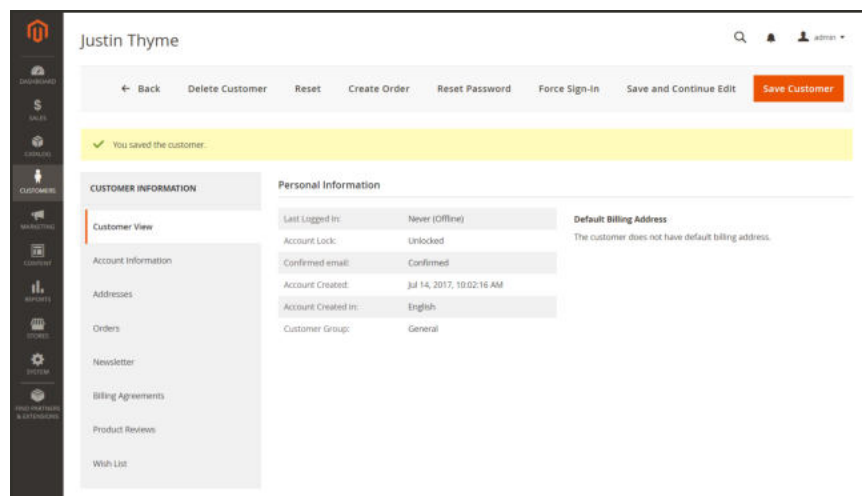 Justin Thyme
admin
DASHBOARD
SALES
CATALOG
CUSTOMERS
MARKETING
CONTENT
REPORTS
STORES
SYSTEM
FIND PARTNERS
& EXTENSIONS
← Back Delete Customer Reset Create Order Reset Password Force Sign-In Save and Continue Edit Save Customer
You saved the customer.
CUSTOMER INFORMATION
Customer View
Account Information
Addresses
Orders
Newsletter
Billing Agreements
Product Reviews
Wish List
Personal Information
Last Logged In: Never (Offline)
Account Lock: Unlocked
Confirmed email: Confirmed
Account Created: Jul 14, 2017, 10:02:16 AM
Account Created in: English
Customer Group: General
Default Billing Address
The customer does not have default billing address.